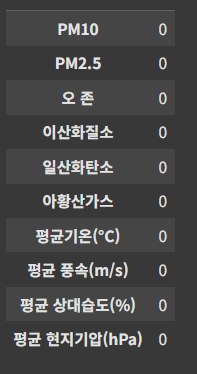 PM10 0
PM2.5 0
오 존 0
이산화질소 0
일산화탄소 0
아황산가스 0
평균기온(℃) 0
평균 풍속(m/s) 0
평균 상대습도(%) 0
평균 현지기압(hPa) 0